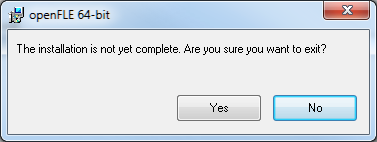 openFLE 64-bit
The installation is not yet complete. Are you sure you want to exit?
Yes
No